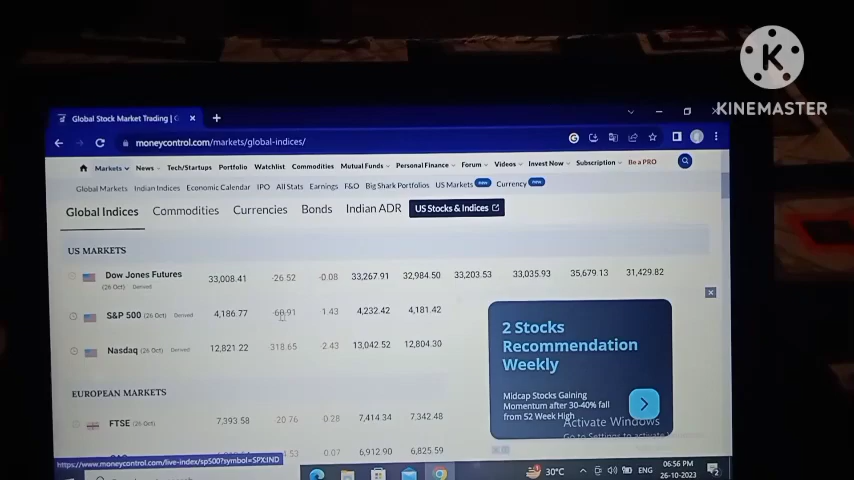 KINEMASTER
Global Stock Market Trading | G
moneycontrol.com/markets/global-indices/
Markets News Tech/Startups Portfolio Watchlist Commodities Mutual Funds Personal Finance Forum Videos Invest Now Subscription Be a PRO
Global Markets Indian Indices Economic Calendar IPO All Stats Earnings F&O Big Shark Portfolios US Markets new Currency new
Global Indices Commodities Currencies Bonds Indian ADR US Stocks & Indices
US MARKETS
Dow Jones Futures 33,008.41 -26.52 -0.08 33,267.91 32,984.50 33,203.53 33,035.93 35,679.13 31,429.82
(26 Oct) Derived
S&P 500 (26 Oct) Derived 4,186.77 -60.91 1.43 4,232.42 4,181.42
Nasdaq (26 Oct) Derived 12,821.22 318.65 2.43 13,042.52 12,804.30
2 Stocks
Recommendation
Weekly
Midcap Stocks Gaining
Momentum after 30-40% fall
from 52 Week High
EUROPEAN MARKETS
FTSE (26 Oct) 7,393.58 -20.76 0.28 7,414.34 7,342.48
Activate Windows
Go to Settings to activate
.53 0.07 6,912.90 6,825.59
https://www.moneycontrol.com/live-index/sp500?symbol=SPX:IND
30°C ENG 06:56 PM
26-10-2023